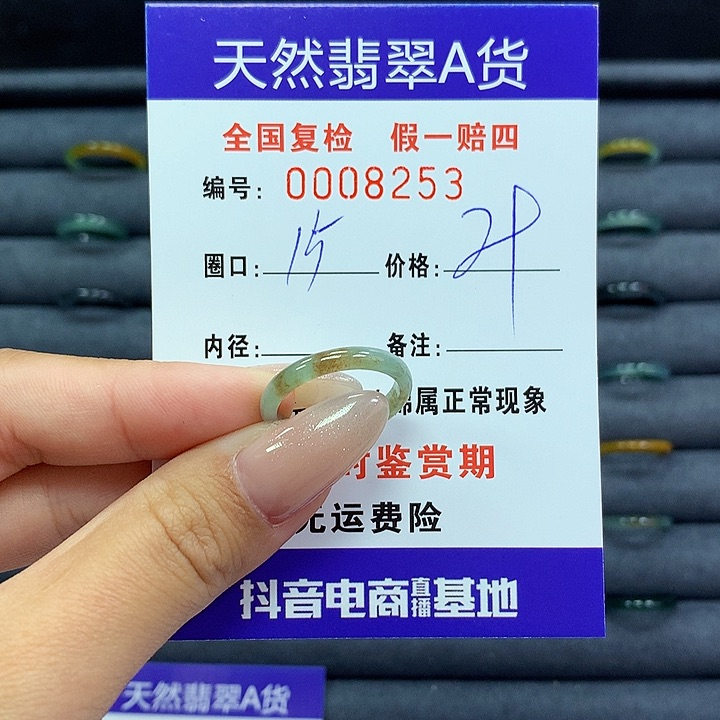 天然翡翠A货
全国复检 假一赔四
编号: 0008253
圈口: 15 价格:
内径: 备注:
属正常现象
时鉴赏期
无运费险
抖音电商直播基地
天然翡翠A货